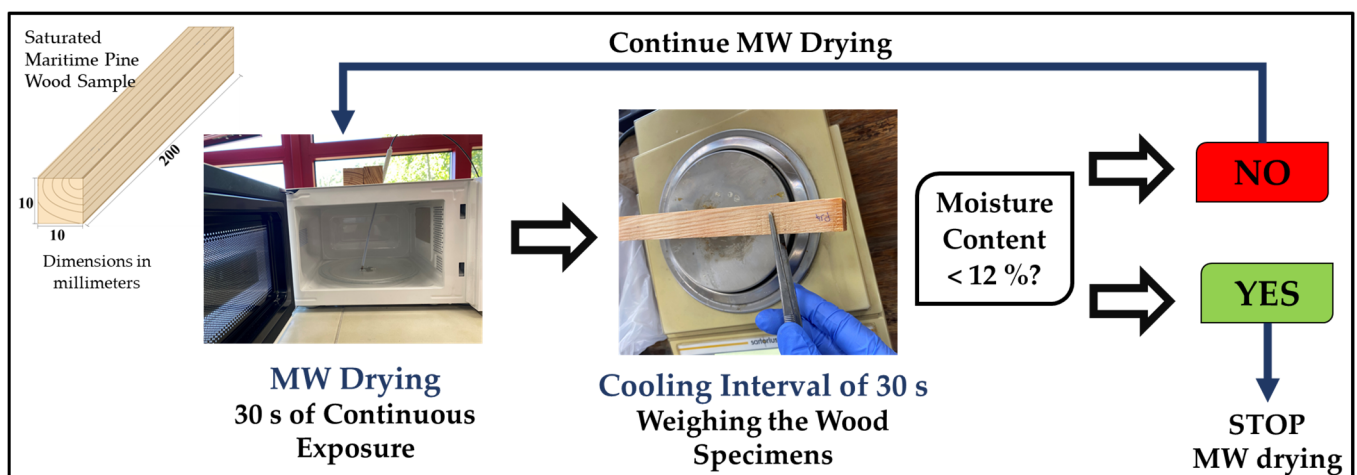 Saturated
Maritime Pine
Wood Sample
200
10
10
Dimensions in
millimeters
Continue MW Drying
MW Drying
30 s of Continuous
Exposure
sartorius
Cooling Interval of 30 s
Weighing the Wood
Specimens
Moisture
Content
< 12 %?
NO
YES
STOP
MW drying